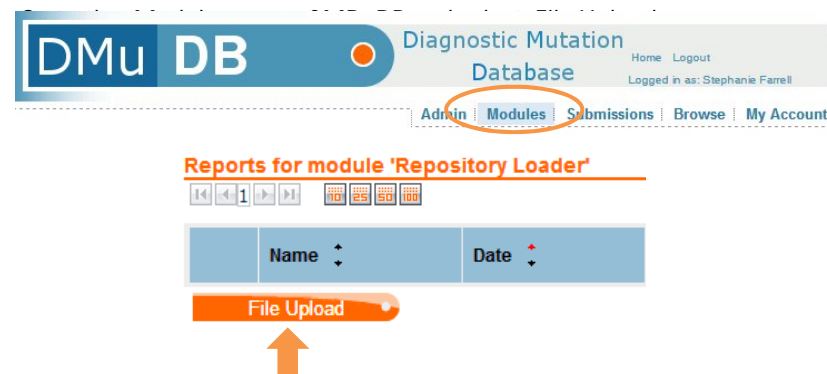 DMu DB
Diagnostic Mutation
Database
Home Logout
Logged in as: Stephanie Farrell
Admin Modules Submissions Browse My Account
Reports for module 'Repository Loader'
1 10 25 50 100
Name Date
File Upload